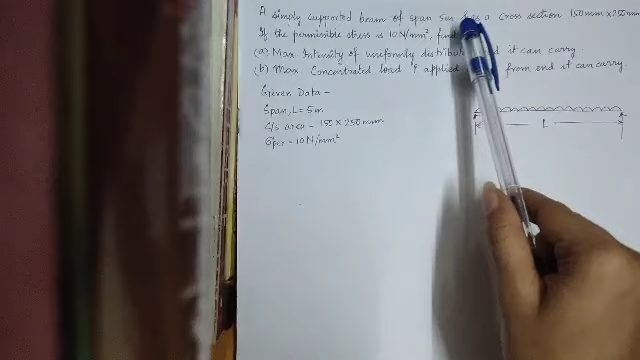 A simply supported beam of span 5m has a cross section 150mm x 250mm
If the permissible stress is 10 N/mm², find
(a) Max. Intensity of uniformly it can carry.
(b) Max. Concentrated load 'P' applied from end it can carry
Given Data -
Span, L = 5m
C/s area - 150 x 250 mm
σper = 10 N/mm²
L